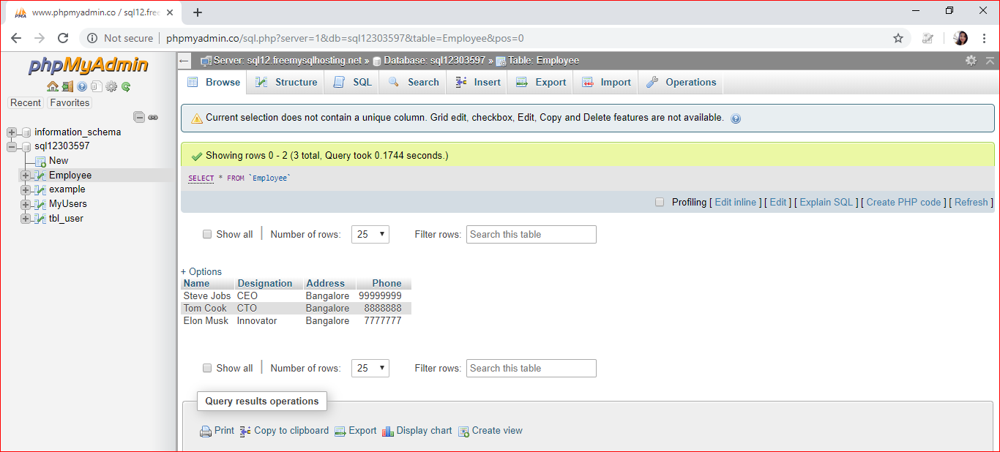 www.phpmyadmin.co / sql12.free
Not secure phpmyadmin.co/sql.php?server=1&db=sql12303597&table=Employee&pos=0
phpMyAdmin
Recent Favorites
information_schema
sql12303597
New
Employee
example
MyUsers
tbl_user
Server: sql12.freemysqlhosting.net » Database: sql12303597 » Table: Employee
Browse Structure SQL Search Insert Export Import Operations
Current selection does not contain a unique column. Grid edit, checkbox, Edit, Copy and Delete features are not available.
Showing rows 0 - 2 (3 total, Query took 0.1744 seconds.)
SELECT * FROM `Employee`
Profiling [ Edit inline ] [ Edit ] [ Explain SQL ] [ Create PHP code ] [ Refresh ]
Show all Number of rows: 25 Filter rows: Search this table
+ Options
Name Designation Address Phone
Steve Jobs CEO Bangalore 99999999
Tom Cook CTO Bangalore 8888888
Elon Musk Innovator Bangalore 7777777
Show all Number of rows: 25 Filter rows: Search this table
Query results operations
Print Copy to clipboard Export Display chart Create view